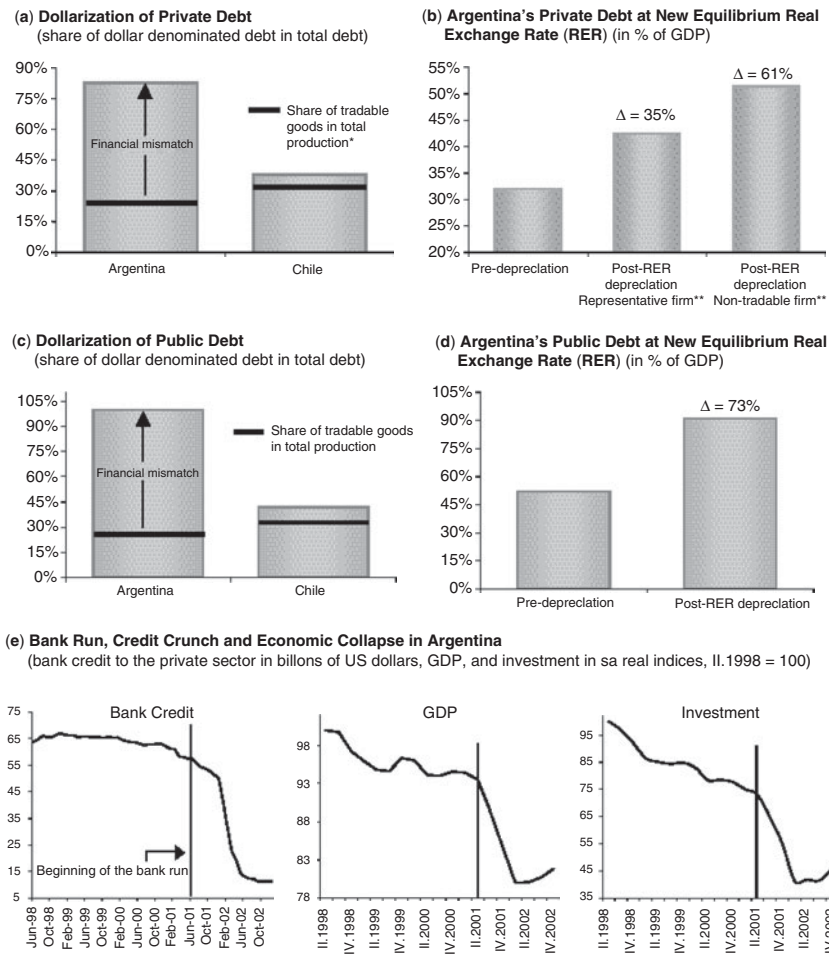 (a) Dollarization of Private Debt
(share of dollar denominated debt in total debt)
90%
75%
60%
45%
30%
15%
0%
Financial mismatch
Share of tradable
goods in total
production*
Argentina
Chile
(b) Argentina's Private Debt at New Equilibrium Real
Exchange Rate (RER) (in % of GDP)
55%
50%
45%
40%
35%
30%
25%
20%
Δ = 35%
Δ = 61%
Pre-depreclation
Post-RER
depreclation
Representative firm**
Post-RER
depreclation
Non-tradable firm**
(c) Dollarization of Public Debt
(share of dollar denominated debt in total debt)
105%
90%
75%
60%
45%
30%
15%
0%
Financial mismatch
Share of tradable goods
in total production
Argentina
Chile
(d) Argentina's Public Debt at New Equilibrium Real
Exchange Rate (RER) (in % of GDP)
105%
90%
75%
60%
45%
30%
15%
0%
Δ = 73%
Pre-depreclation
Post-RER depreclation
(e) Bank Run, Credit Crunch and Economic Collapse in Argentina
(bank credit to the private sector in billons of US dollars, GDP, and investment in sa real indices, II.1998 = 100)
Bank Credit
75
65
55
45
35
25
15
5
Beginning of the bank run
Jun-98
Oct-98
Feb-99
Jun-99
Oct-99
Feb-00
Jun-00
Oct-00
Feb-01
Jun-01
Oct-01
Feb-02
Jun-02
Oct-02
GDP
98
93
88
83
78
II.1998
IV.1998
II.1999
IV.1999
II.2000
IV.2000
II.2001
IV.2001
II.2002
IV.2002
Investment
95
85
75
65
55
45
35
II.1998
IV.1998
II.1999
IV.1999
II.2000
IV.2000
II.2001
IV.2001
II.2002